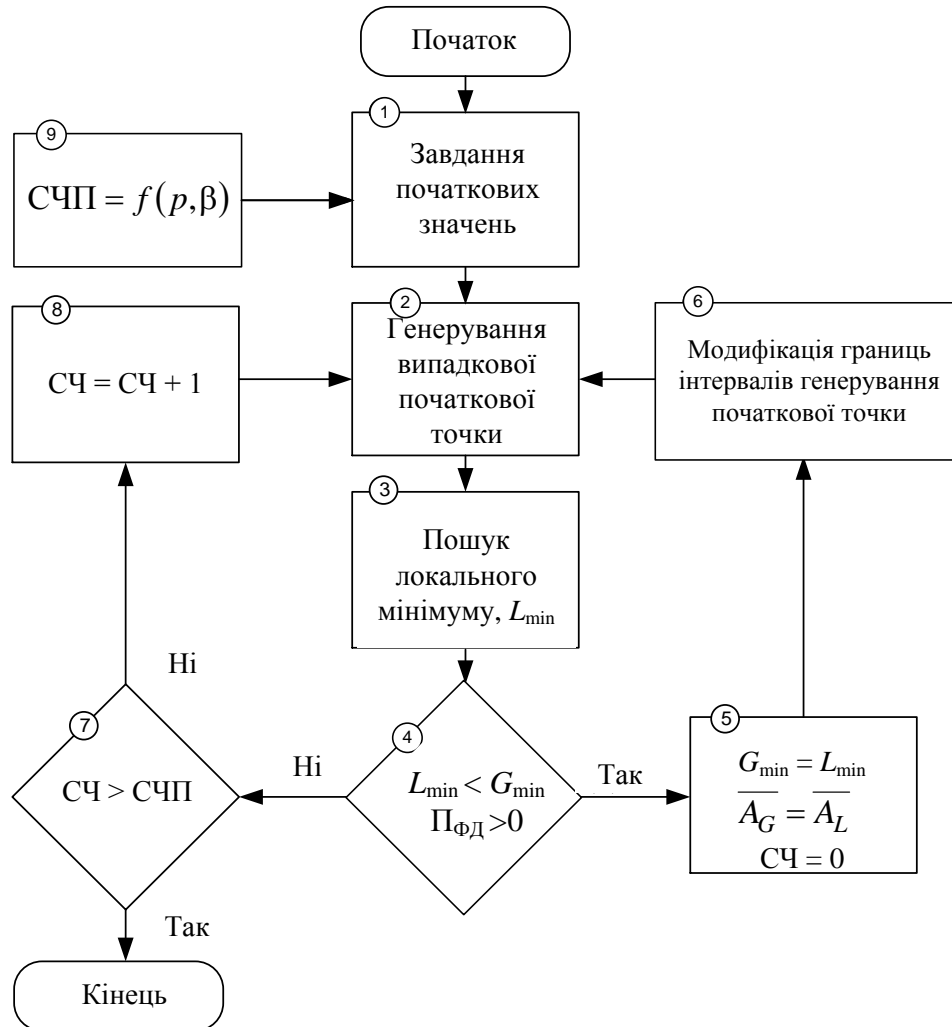 Початок
1
Завдання
початкових
значень
9
СЧП = f(p,β)
2
Генерування
випадкової
початкової
точки
8
СЧ = СЧ + 1
6
Модифікація границь
інтервалів генерування
початкової точки
3
Пошук
локального
мінімуму, Lmin
4
Lmin < Gmin
ПФД >0
Ні
Так
5
Gmin = Lmin
A̅G̅ = A̅L̅
СЧ = 0
7
СЧ > СЧП
Ні
Так
Кінець